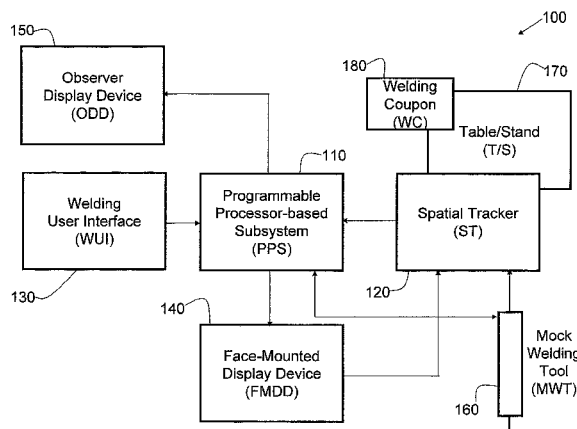 100
150
Observer
Display Device
(ODD)
180
Welding
Coupon
(WC)
170
Table/Stand
(T/S)
110
Welding
User Interface
(WUI)
130
Programmable
Processor-based
Subsystem
(PPS)
Spatial Tracker
(ST)
120
140
Face-Mounted
Display Device
(FMDD)
Mock
Welding
Tool
(MWT)
160